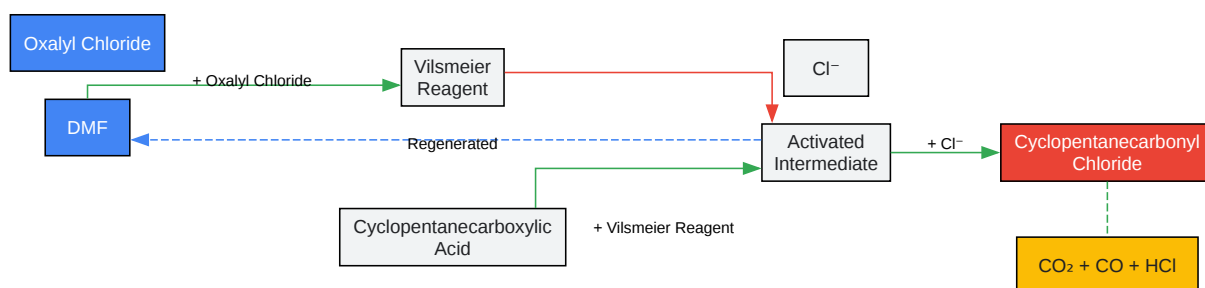 Oxalyl Chloride
+ Oxalyl Chloride
Vilsmeier
Reagent
Cl⁻
DMF
Regenerated
Activated
Intermediate
+ Cl⁻
Cyclopentanecarbonyl
Chloride
Cyclopentanecarboxylic
Acid
+ Vilsmeier Reagent
CO₂ + CO + HCl